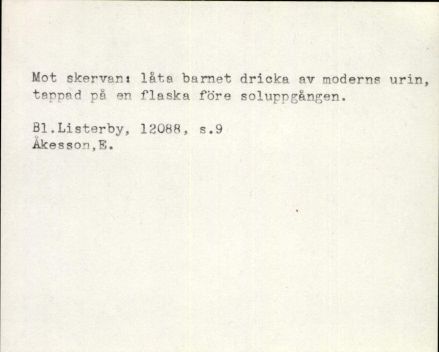 Mot skervan: låta barnet dricka av moderns urin,
tappad på en flaska före soluppgången.
Bl.Listerby, 12088, s.9
Åkesson,E.